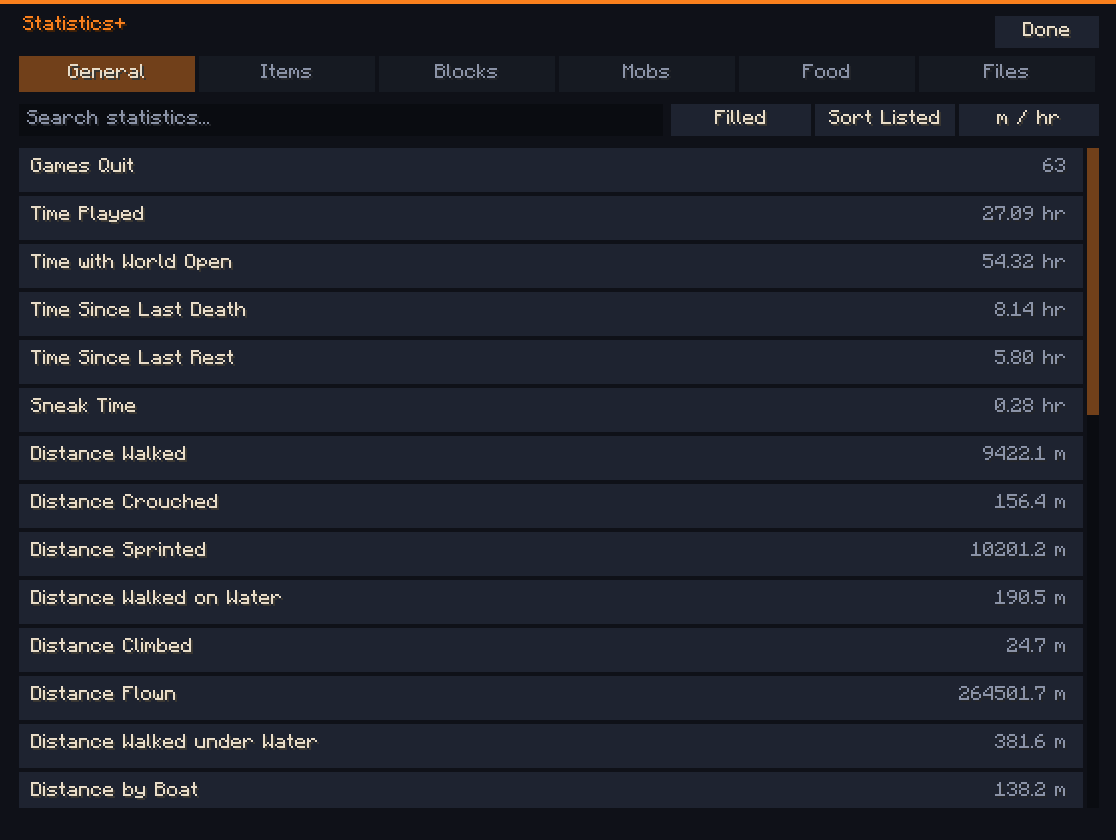 Statistics+
Done
General Items Blocks Mobs Food Files
Search statistics... Filled Sort Listed m / hr
Games Quit 63
Time Played 27.09 hr
Time with World Open 54.32 hr
Time Since Last Death 8.14 hr
Time Since Last Rest 5.80 hr
Sneak Time 0.28 hr
Distance Walked 9422.1 m
Distance Crouched 156.4 m
Distance Sprinted 10201.2 m
Distance Walked on Water 190.5 m
Distance Climbed 24.7 m
Distance Flown 264501.7 m
Distance Walked under Water 381.6 m
Distance by Boat 138.2 m